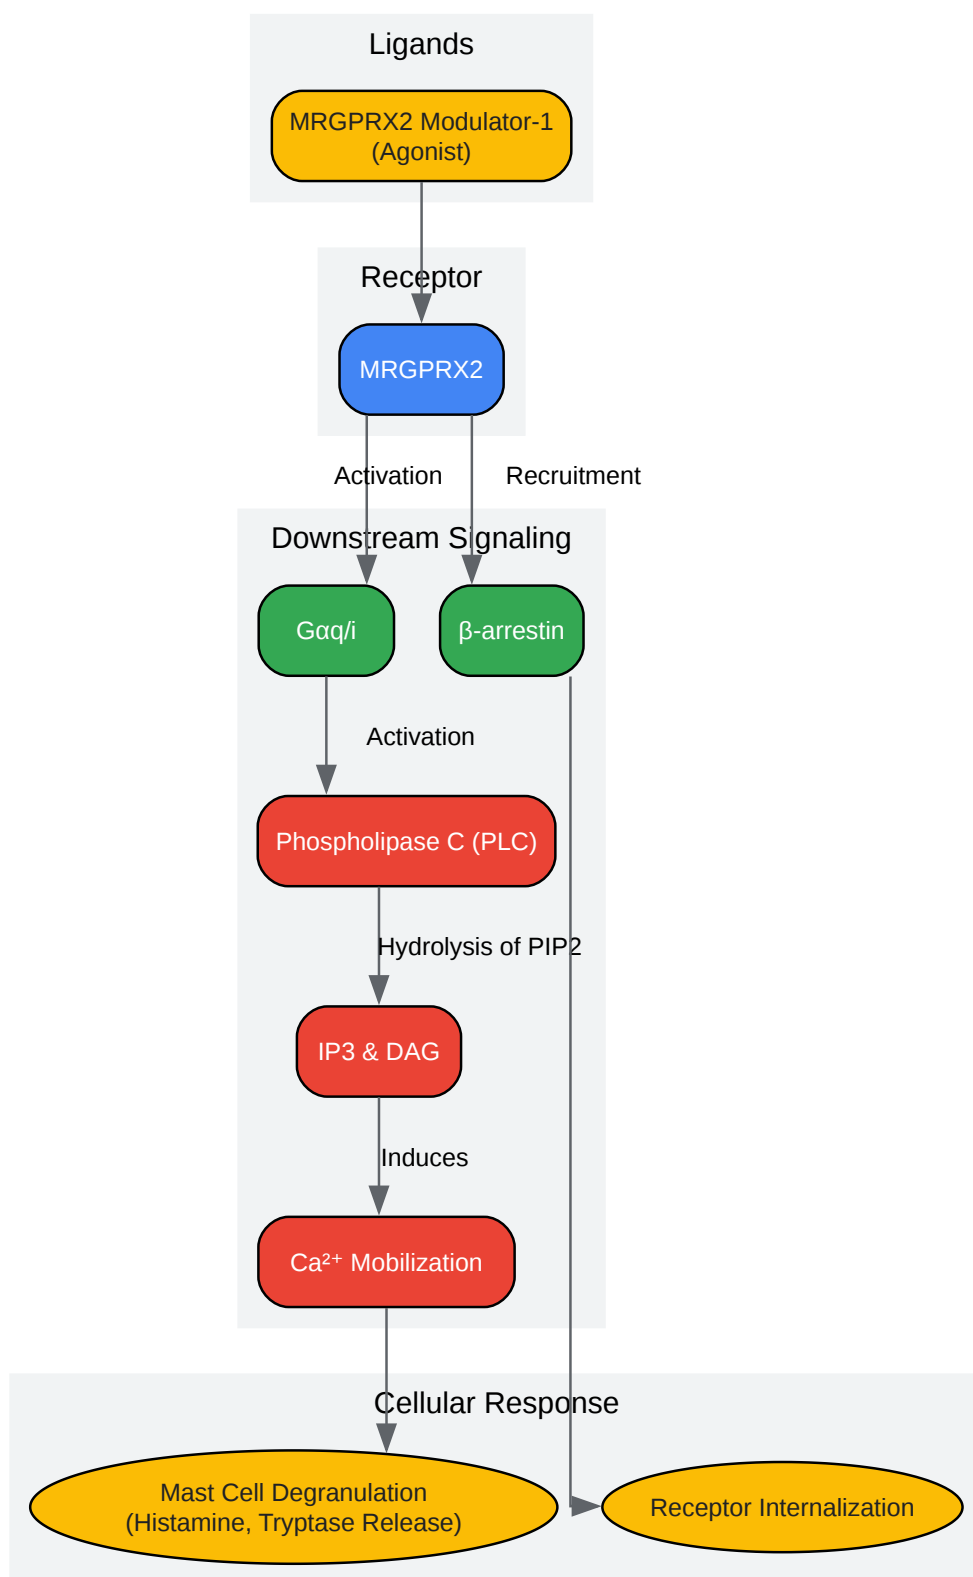 Ligands
MRGPRX2 Modulator-1
(Agonist)
Receptor
MRGPRX2
Activation
Recruitment
Downstream Signaling
Gαq/i
β-arrestin
Activation
Phospholipase C (PLC)
Hydrolysis of PIP2
IP3 & DAG
Induces
Ca²⁺ Mobilization
Cellular Response
Mast Cell Degranulation
(Histamine, Tryptase Release)
Receptor Internalization